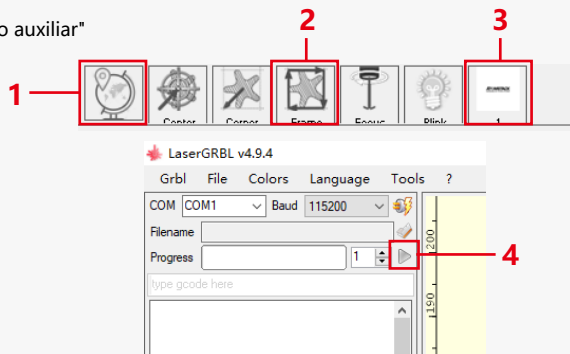 o auxiliar"
2
3
1
Center
Corner
Frame
Focus
Blink
1
LaserGRBL v4.9.4
Grbl File Colors Language Tools ?
COM COM1 Baud 115200
Filename
Progress 1
4
type gcode here
200
190